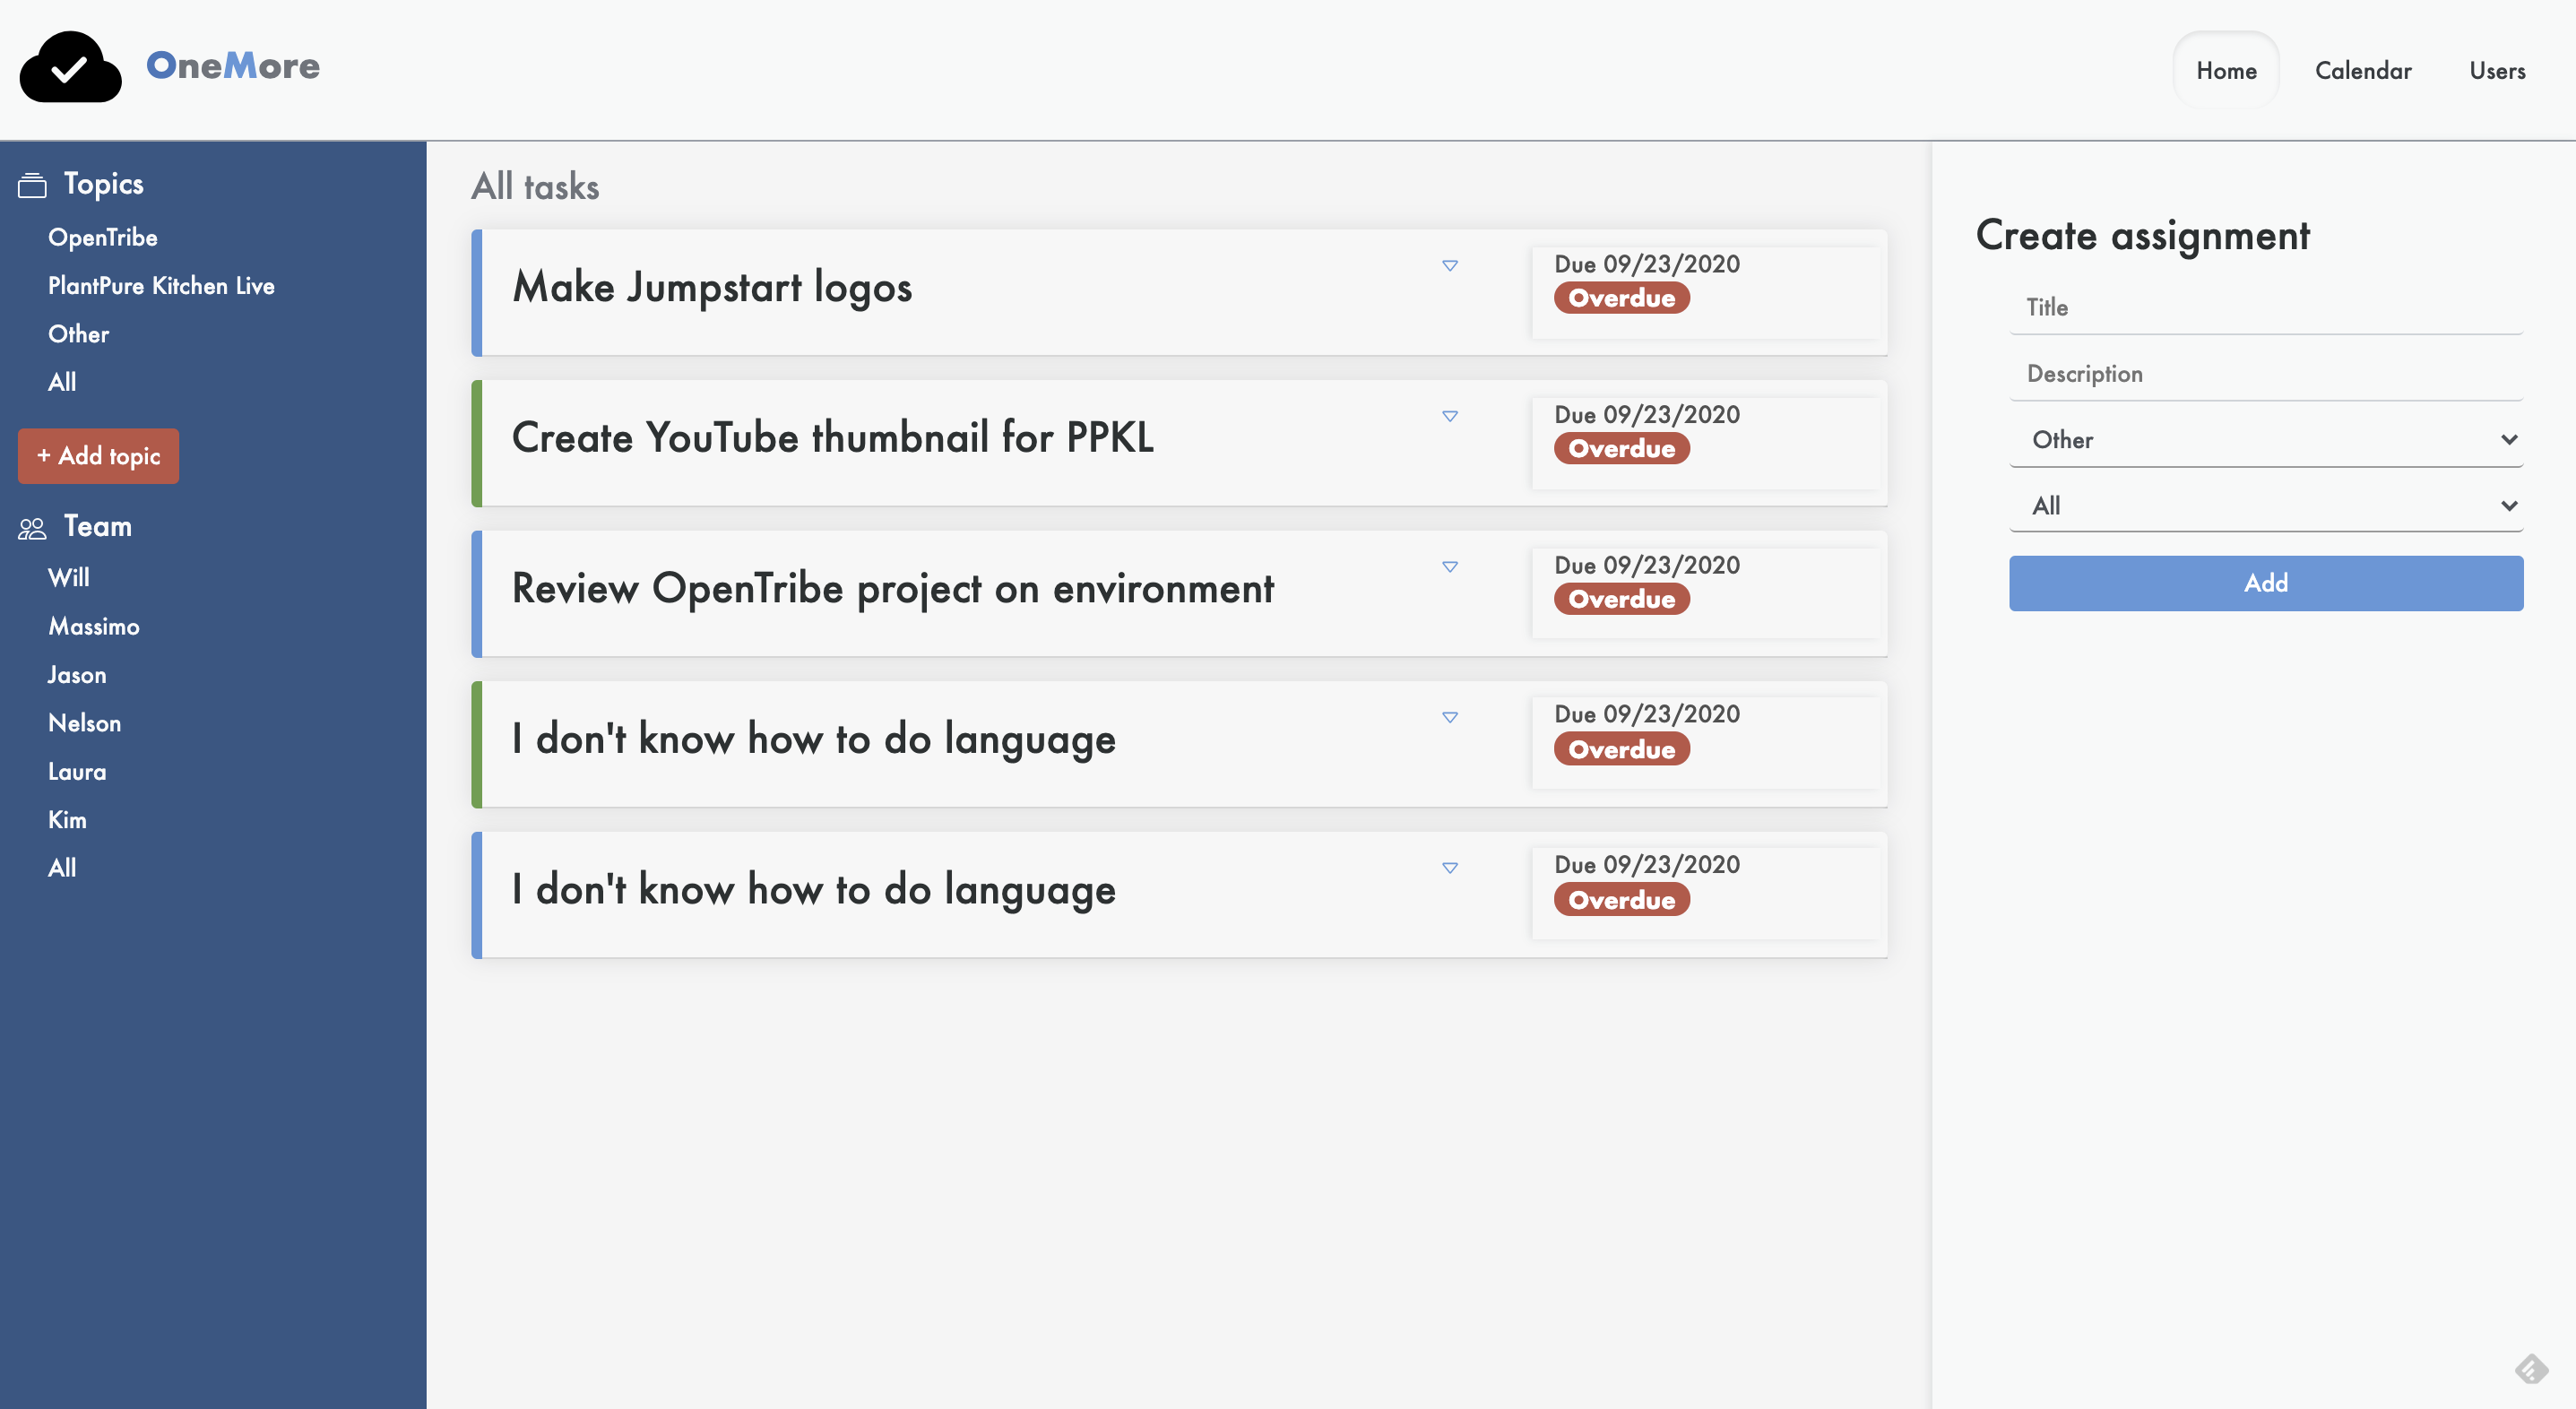 OneMore
Home
Calendar
Users
Topics
OpenTribe
PlantPure Kitchen Live
Other
All
+ Add topic
Team
Will
Massimo
Jason
Nelson
Laura
Kim
All
All tasks
Make Jumpstart logos
Due 09/23/2020
Overdue
Create YouTube thumbnail for PPKL
Due 09/23/2020
Overdue
Review OpenTribe project on environment
Due 09/23/2020
Overdue
I don't know how to do language
Due 09/23/2020
Overdue
I don't know how to do language
Due 09/23/2020
Overdue
Create assignment
Title
Description
Other
All
Add